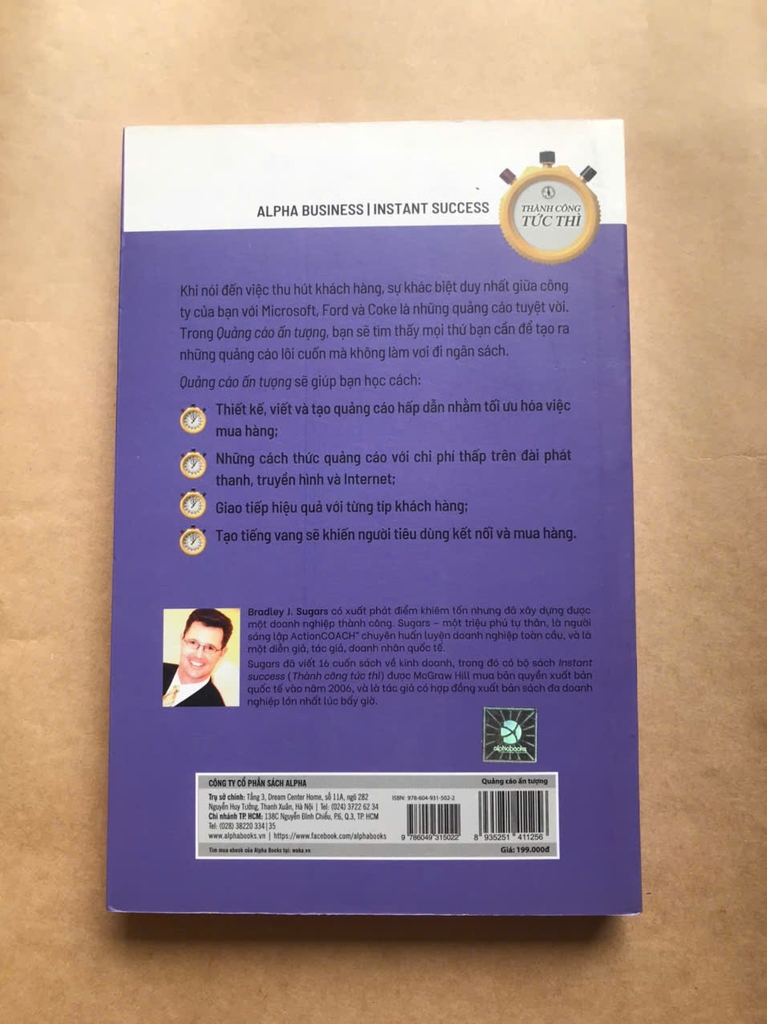 ALPHA BUSINESS | INSTANT SUCCESS
THÀNH CÔNG
TỨC THÌ
Khi nói đến việc thu hút khách hàng, sự khác biệt duy nhất giữa công
ty của bạn với Microsoft, Ford và Coke là những quảng cáo tuyệt vời.
Trong Quảng cáo ấn tượng, bạn sẽ tìm thấy mọi thứ bạn cần để tạo ra
những quảng cáo lôi cuốn mà không làm vơi đi ngân sách.
Quảng cáo ấn tượng sẽ giúp bạn học cách:
Thiết kế, viết và tạo quảng cáo hấp dẫn nhằm tối ưu hóa việc
mua hàng;
Những cách thức quảng cáo với chi phí thấp trên đài phát
thanh, truyền hình và Internet;
Giao tiếp hiệu quả với từng típ khách hàng;
Tạo tiếng vang sẽ khiến người tiêu dùng kết nối và mua hàng.
Bradley J. Sugars có xuất phát điểm khiêm tốn nhưng đã xây dựng được
một doanh nghiệp thành công. Sugars – một triệu phú tự thân, là người
sáng lập ActionCOACH™ chuyên huấn luyện doanh nghiệp toàn cầu, và là
một diễn giả, tác giả, doanh nhân quốc tế.
Sugars đã viết 16 cuốn sách về kinh doanh, trong đó có bộ sách Instant
success (Thành công tức thì) được McGraw Hill mua bản quyền xuất bản
quốc tế vào năm 2006, và là tác giả có hợp đồng xuất bản sách đa doanh
nghiệp lớn nhất lúc bấy giờ.
alphabooks
CÔNG TY CỔ PHẦN SÁCH ALPHA
Trụ sở chính: Tầng 3, Dream Center Home, số 11A, ngõ 282
Nguyễn Huy Tưởng, Thanh Xuân, Hà Nội | Tel: (024) 3722 62 34
Chi nhánh TP. HCM: 138C Nguyễn Đình Chiểu, P.6, Q.3, TP. HCM
Tel: (028) 38220 334 | 35
www.alphabooks.vn | https://www.facebook.com/alphabooks
Tìm mua ebook của Alpha Books tại: waka.vn
Quảng cáo ấn tượng
ISBN: 978-604-931-502-2
9 786049 315022
8 935251 411256
Giá: 199.000đ